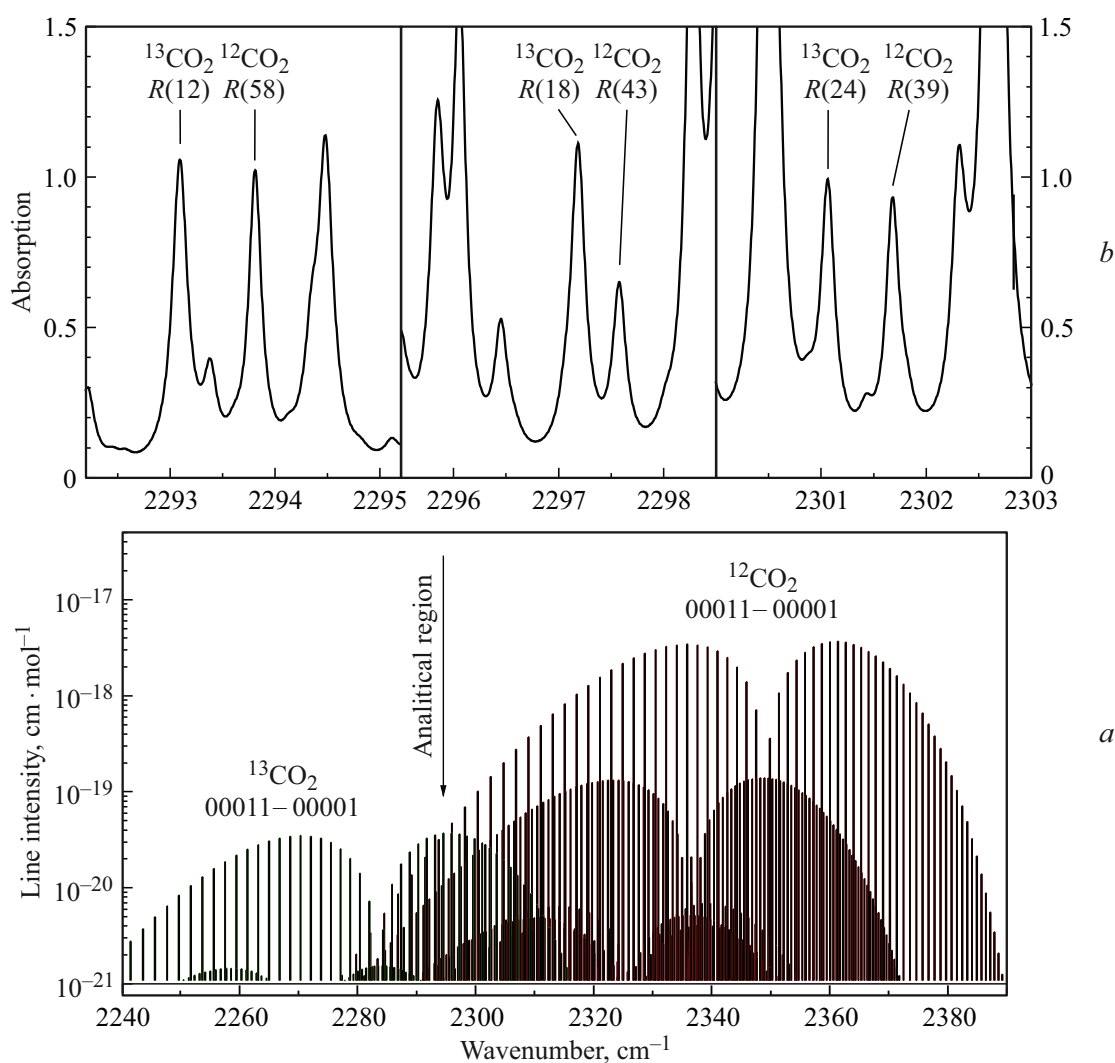 1.5 1.5
¹³CO₂ ¹²CO₂ ¹³CO₂ ¹²CO₂ ¹³CO₂ ¹²CO₂
R(12) R(58) R(18) R(43) R(24) R(39)
1.0 1.0
Absorption
b
0.5 0.5
0 0
2293 2294 2295 2296 2297 2298 2301 2302 2303
¹²CO₂
00011–00001
10⁻¹⁷
Analitical region
10⁻¹⁸
Line intensity, cm · mol⁻¹
a
¹³CO₂
00011–00001
10⁻¹⁹
10⁻²⁰
10⁻²¹
2240 2260 2280 2300 2320 2340 2360 2380
Wavenumber, cm⁻¹